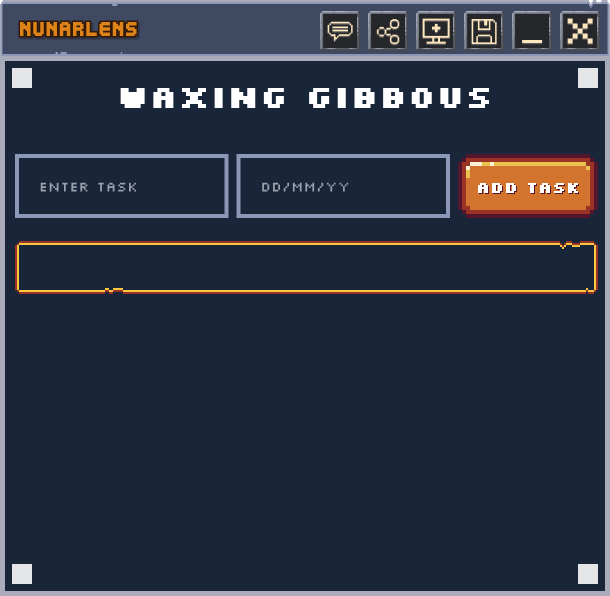 NUNARLENS
WAXING GIBBOUS
ENTER TASK
DD/MM/YY
ADD TASK